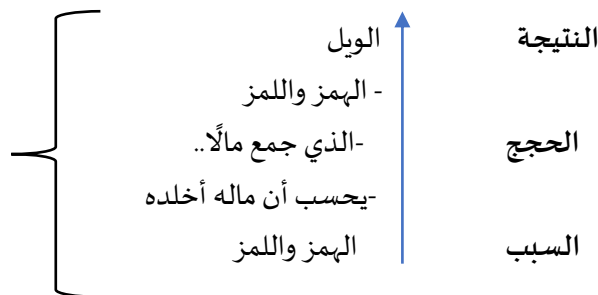 النتيجة الويل
- الهمز واللمز
الحجج -الذي جمع مالًا..
-يحسب أن ماله أخلده
السبب الهمز واللمز